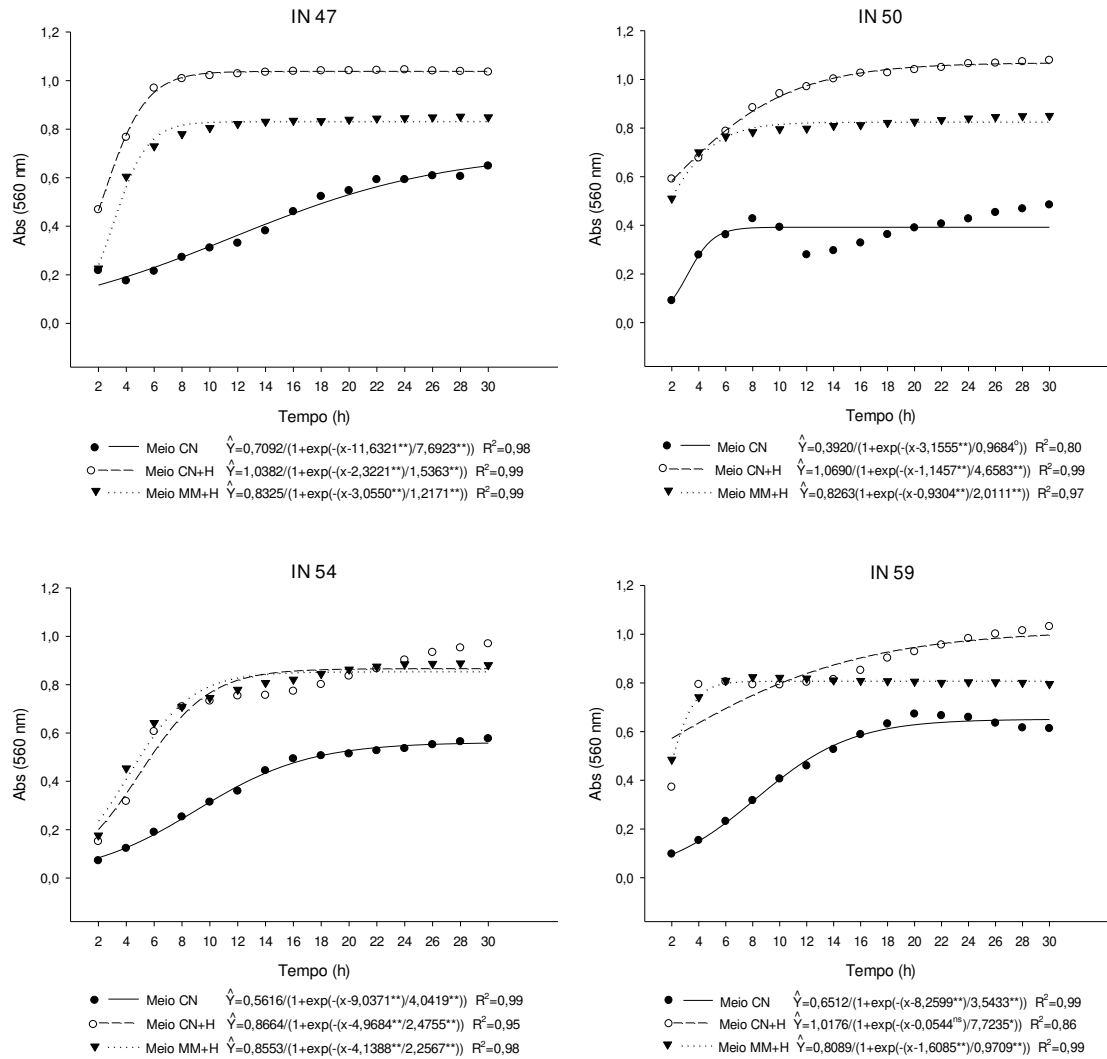 IN 47
1,2
1,0
0,8
0,6
0,4
0,2
0,0
Abs (560 nm)
2 4 6 8 10 12 14 16 18 20 22 24 26 28 30
Tempo (h)
Meio CN Ŷ=0,7092/(1+exp(-(x-11,6321**)/7,6923**)) R²=0,98
Meio CN+H Ŷ=1,0382/(1+exp(-(x-2,3221**)/1,5363**)) R²=0,99
Meio MM+H Ŷ=0,8325/(1+exp(-(x-3,0550**)/1,2171**)) R²=0,99
IN 50
1,2
1,0
0,8
0,6
0,4
0,2
0,0
Abs (560 nm)
2 4 6 8 10 12 14 16 18 20 22 24 26 28 30
Tempo (h)
Meio CN Ŷ=0,3920/(1+exp(-(x-3,1555**)/0,9684⁰)) R²=0,80
Meio CN+H Ŷ=1,0690/(1+exp(-(x-1,1457**)/4,6583**)) R²=0,99
Meio MM+H Ŷ=0,8263(1+exp(-(x-0,9304**)/2,0111**)) R²=0,97
IN 54
1,2
1,0
0,8
0,6
0,4
0,2
0,0
Abs (560 nm)
2 4 6 8 10 12 14 16 18 20 22 24 26 28 30
Tempo (h)
Meio CN Ŷ=0,5616/(1+exp(-(x-9,0371**)/4,0419**)) R²=0,99
Meio CN+H Ŷ=0,8664/(1+exp(-(x-4,9684**/2,4755**)) R²=0,95
Meio MM+H Ŷ=0,8553/(1+exp(-(x-4,1388**/2,2567**)) R²=0,98
IN 59
1,2
1,0
0,8
0,6
0,4
0,2
0,0
Abs (560 nm)
2 4 6 8 10 12 14 16 18 20 22 24 26 28 30
Tempo (h)
Meio CN Ŷ=0,6512/(1+exp(-(x-8,2599**)/3,5433**)) R²=0,99
Meio CN+H Ŷ=1,0176/(1+exp(-(x-0,0544ⁿˢ)/7,7235*)) R²=0,86
Meio MM+H Ŷ=0,8089/(1+exp(-(x-1,6085**)/0,9709**)) R²=0,99